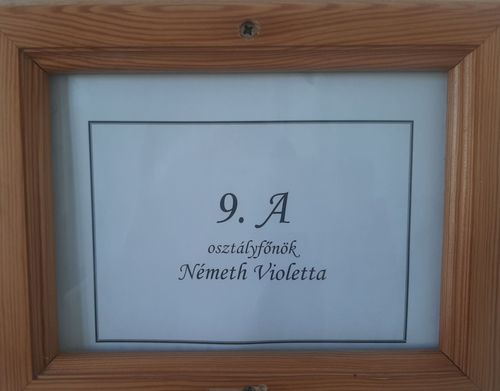 9. A
osztályfőnök
Németh Violetta